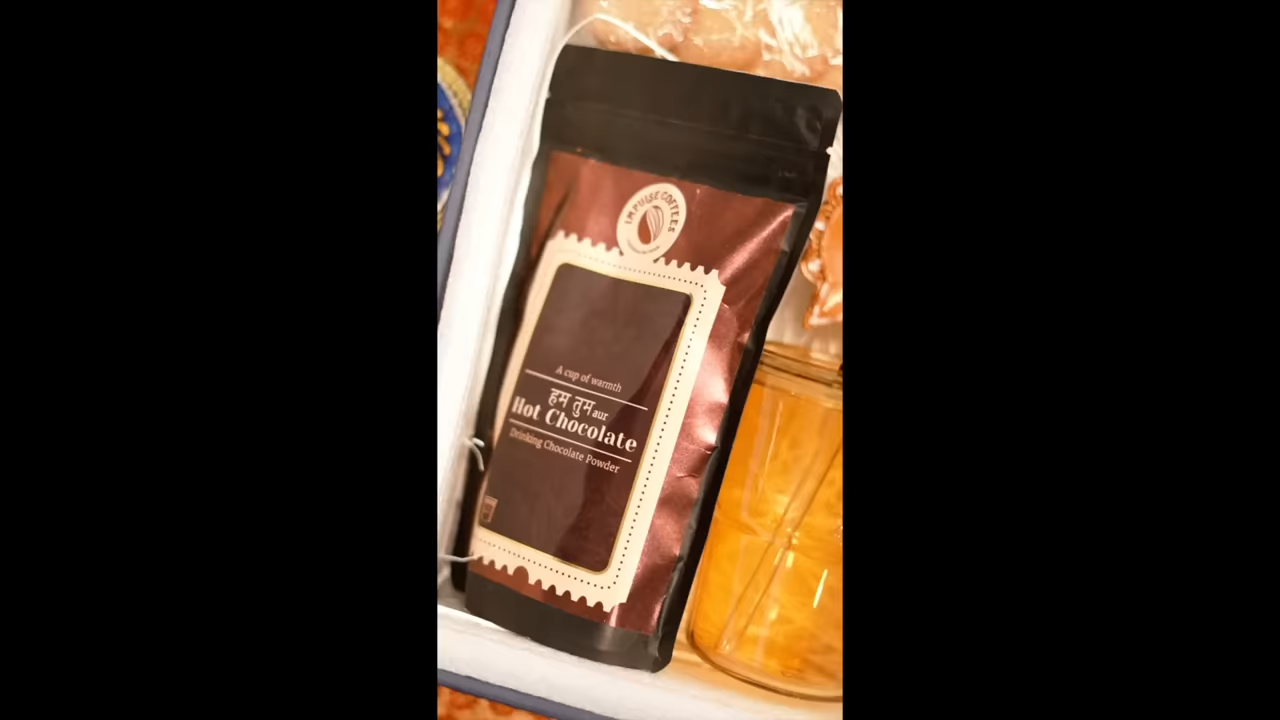 IMPULSE COFFEES
A cup of warmth
हम तुम aur
Hot Chocolate
Drinking Chocolate Powder